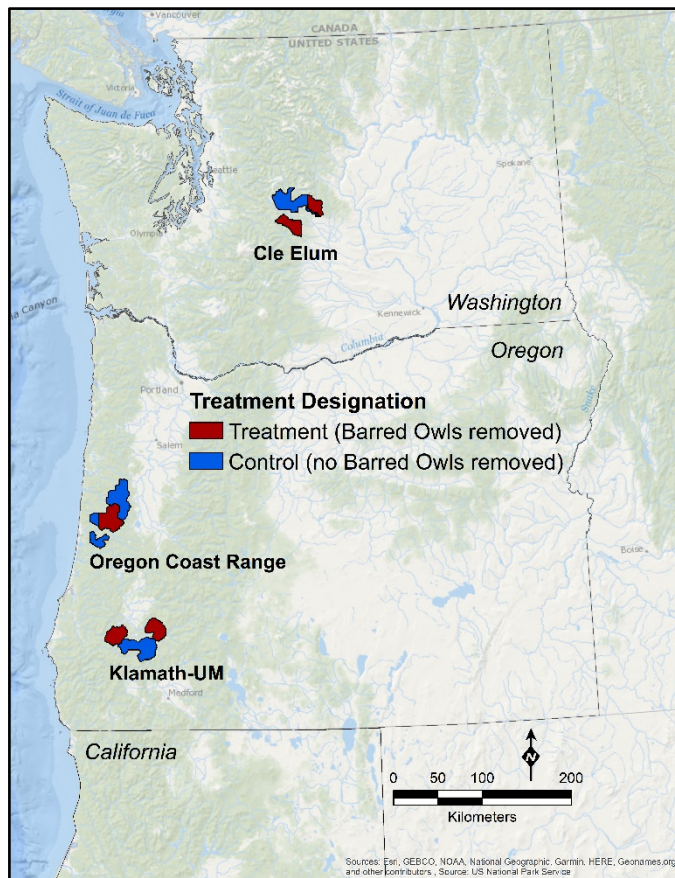 Vancouver
CANADA
UNITED STATES
Victoria
Strait of Juan de Fuca
Spokane
Seattle
Olympia
Cle Elum
Washington
Kennewick
Columbia
Oregon
Portland
Treatment Designation
Treatment (Barred Owls removed)
Salem
Control (no Barred Owls removed)
Snake
Boise
Oregon Coast Range
Klamath-UM
Medford
California
N
0 50 100 200
Kilometers
Sources: Esri, GEBCO, NOAA, National Geographic, Garmin, HERE, Geonames.org
and other contributors., Source: US National Park Service